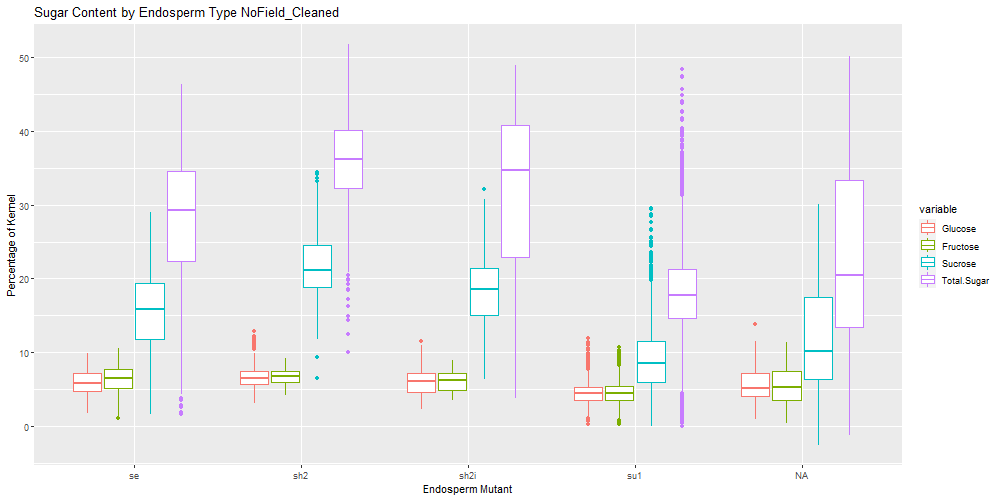 Sugar Content by Endosperm Type NoField_Cleaned
Percentage of Kernel
50
40
30
20
10
0
se
sh2
sh2i
su1
NA
Endosperm Mutant
variable
Glucose
Fructose
Sucrose
Total.Sugar